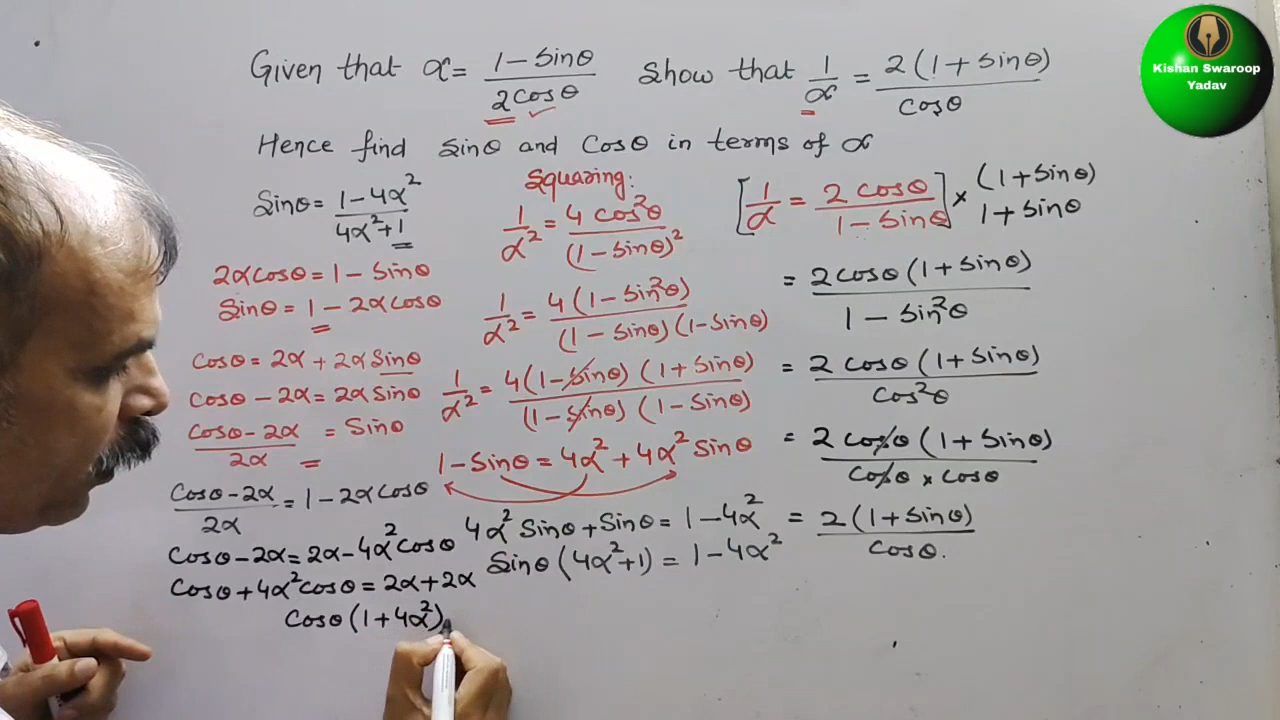 Given that α = (1 - Sinθ)/(2 Cosθ) Show that 1/α = 2(1 + Sinθ)/Cosθ
Hence find Sinθ and Cosθ in terms of α
Sinθ = (1 - 4α²)/(4α² + 1)
2α Cosθ = 1 - Sinθ
Sinθ = 1 - 2α Cosθ
Cosθ = 2α + 2α Sinθ
Cosθ - 2α = 2α Sinθ
(Cosθ - 2α)/2α = Sinθ
(Cosθ - 2α)/2α = 1 - 2α Cosθ
Cosθ - 2α = 2α - 4α² Cosθ
Cosθ + 4α² Cosθ = 2α + 2α
Cosθ (1 + 4α²)
Squaring:
1/α² = 4 Cos²θ/(1 - Sinθ)²
1/α² = 4(1 - Sin²θ)/(1 - Sinθ)(1 - Sinθ)
1/α² = 4(1 - Sinθ)(1 + Sinθ)/(1 - Sinθ)(1 - Sinθ)
1 - Sinθ = 4α² + 4α² Sinθ
4α² Sinθ + Sinθ = 1 - 4α²
Sinθ (4α² + 1) = 1 - 4α²
[1/α = 2 Cosθ/(1 - Sinθ)] × (1 + Sinθ)/1 + Sinθ
= 2 Cosθ (1 + Sinθ)/(1 - Sin²θ)
= 2 Cosθ (1 + Sinθ)/Cos²θ
= 2 Cosθ (1 + Sinθ)/(Cosθ × Cosθ)
= 2(1 + Sinθ)/Cosθ.
Kishan Swaroop
Yadav